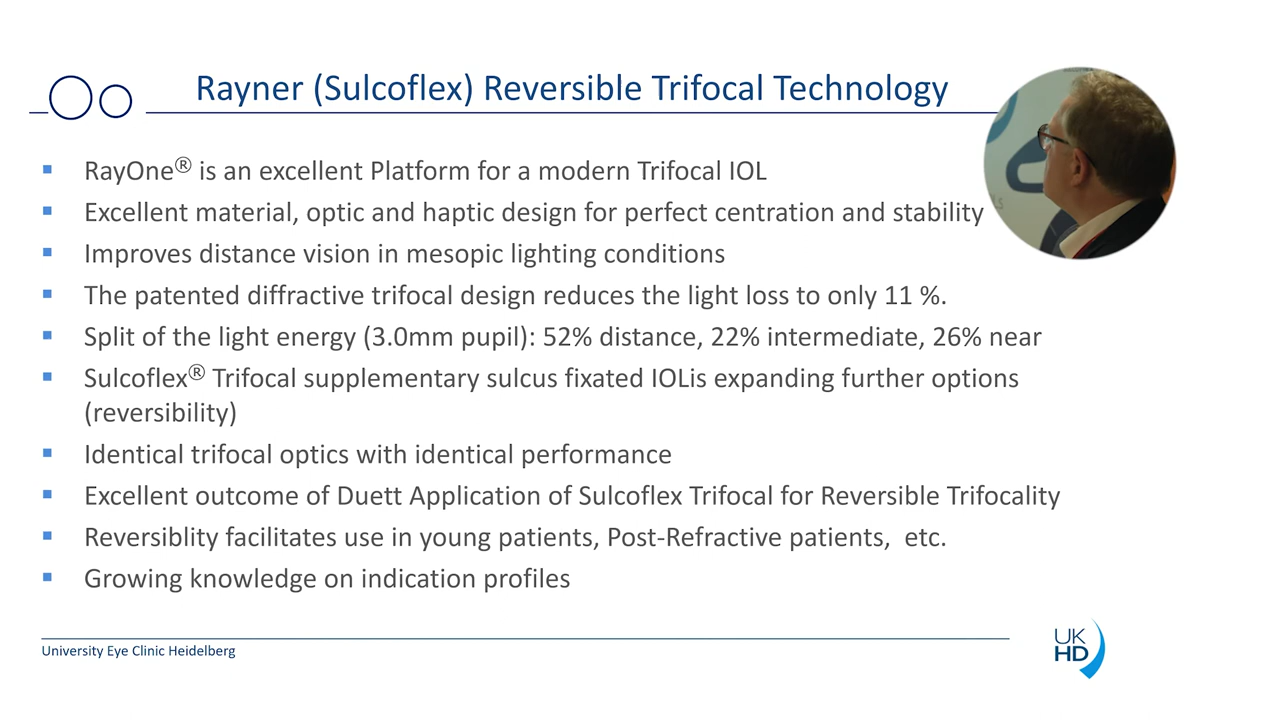 Rayner (Sulcoflex) Reversible Trifocal Technology
RayOne® is an excellent Platform for a modern Trifocal IOL
Excellent material, optic and haptic design for perfect centration and stability
Improves distance vision in mesopic lighting conditions
The patented diffractive trifocal design reduces the light loss to only 11 %.
Split of the light energy (3.0mm pupil): 52% distance, 22% intermediate, 26% near
Sulcoflex® Trifocal supplementary sulcus fixated IOLis expanding further options
(reversibility)
Identical trifocal optics with identical performance
Excellent outcome of Duett Application of Sulcoflex Trifocal for Reversible Trifocality
Reversiblity facilitates use in young patients, Post-Refractive patients,  etc.
Growing knowledge on indication profiles
University Eye Clinic Heidelberg
UK
HD